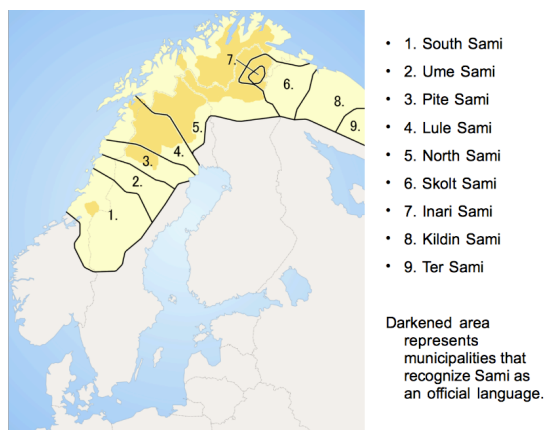 7.
6.
8.
9.
5.
4.
3.
2.
1.
• 1. South Sami
• 2. Ume Sami
• 3. Pite Sami
• 4. Lule Sami
• 5. North Sami
• 6. Skolt Sami
• 7. Inari Sami
• 8. Kildin Sami
• 9. Ter Sami
Darkened area
represents
municipalities that
recognize Sami as
an official language.